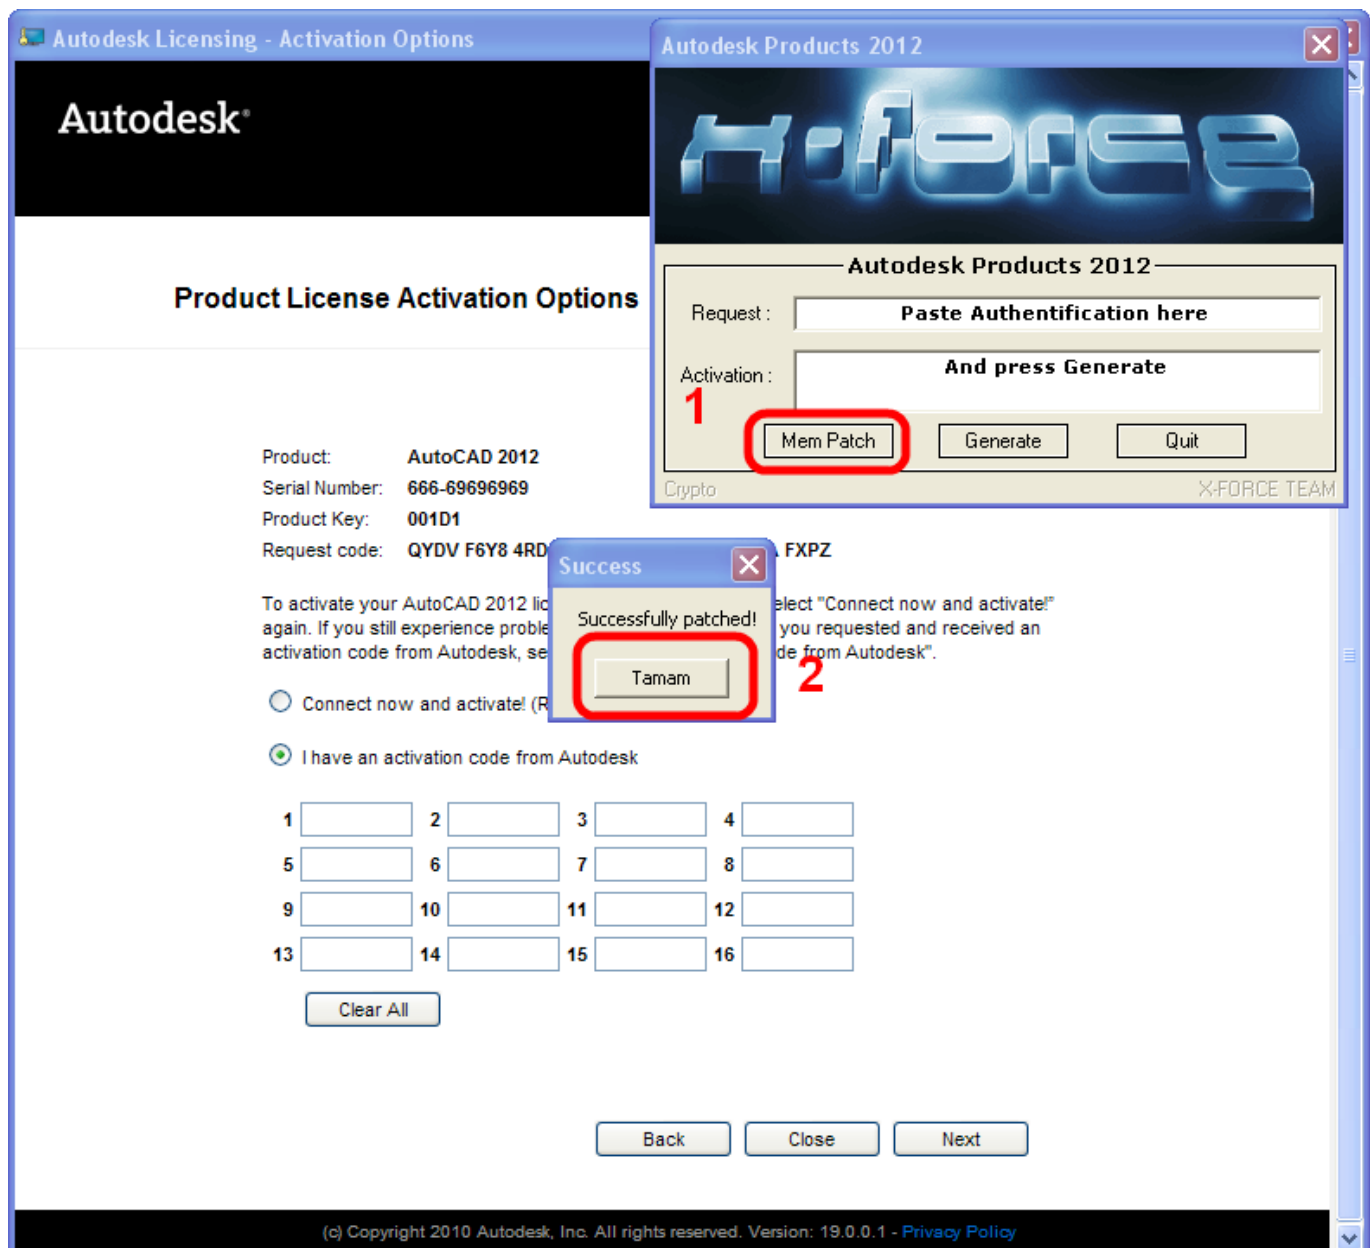 Autodesk Licensing - Activation Options
Autodesk®
Product License Activation Options
Autodesk Products 2012
x-force
Autodesk Products 2012
Request :
Paste Authentification here
Activation :
And press Generate
1
Mem Patch
Generate
Quit
Crypto
X-FORCE TEAM
Product: AutoCAD 2012
Serial Number: 666-69696969
Product Key: 001D1
Request code: QYDV F6Y8 4RD FXPZ
Success
Successfully patched!
Tamam
2
To activate your AutoCAD 2012 lic elect "Connect now and activate!"
again. If you still experience proble you requested and received an
activation code from Autodesk, se de from Autodesk".
Connect now and activate! (R
I have an activation code from Autodesk
1 2 3 4
5 6 7 8
9 10 11 12
13 14 15 16
Clear All
Back Close Next
(c) Copyright 2010 Autodesk, Inc. All rights reserved. Version: 19.0.0.1 - Privacy Policy